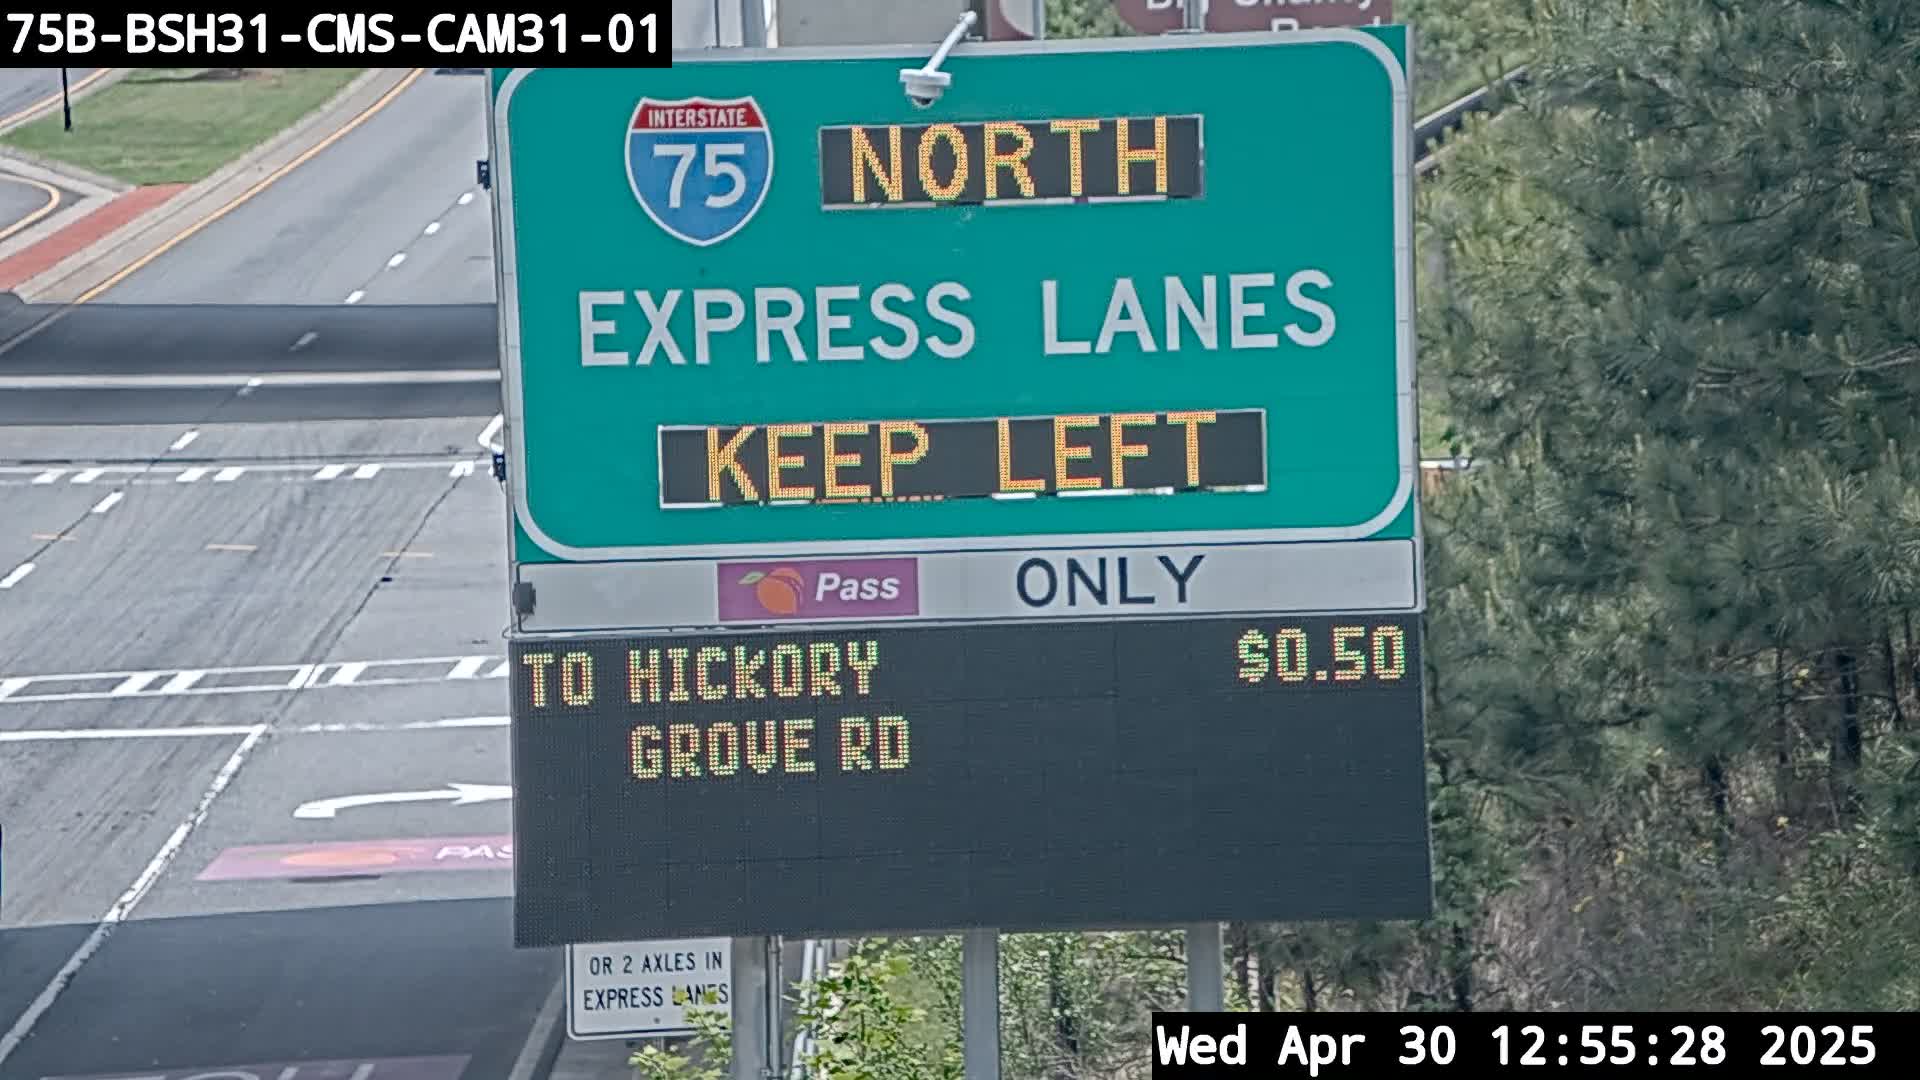 75B-BSH31-CMS-CAM31-01
INTERSTATE
75
NORTH
EXPRESS LANES
KEEP LEFT
Pass ONLY
TO HICKORY $0.50
GROVE RD
OR 2 AXLES IN
EXPRESS LANES
Wed Apr 30 12:55:28 2025